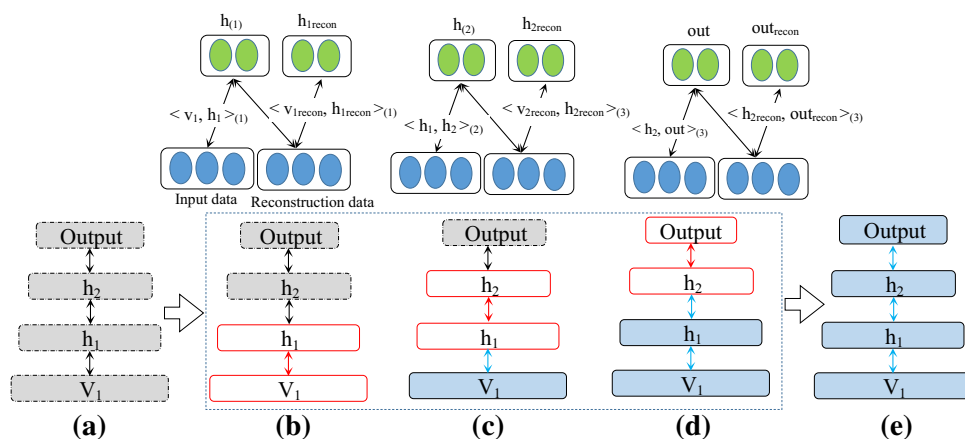 h(1) h1recon h(2) h2recon out outrecon
< v1, h1 >(1) < v1recon, h1recon >(1) < h1, h2 >(2) < v2recon, h2recon >(3) < h2, out >(3) < h2recon, outrecon >(3)
Input data Reconstruction data
Output Output Output Output Output
h2 h2 h2 h2 h2
h1 h1 h1 h1 h1
V1 V1 V1 V1 V1
(a) (b) (c) (d) (e)